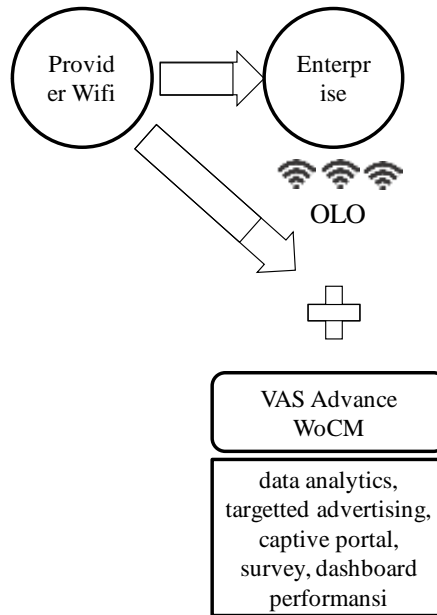 Provid
er Wifi
Enterpr
ise
OLO
VAS Advance
WoCM
data analytics,
targetted advertising,
captive portal,
survey, dashboard
performansi